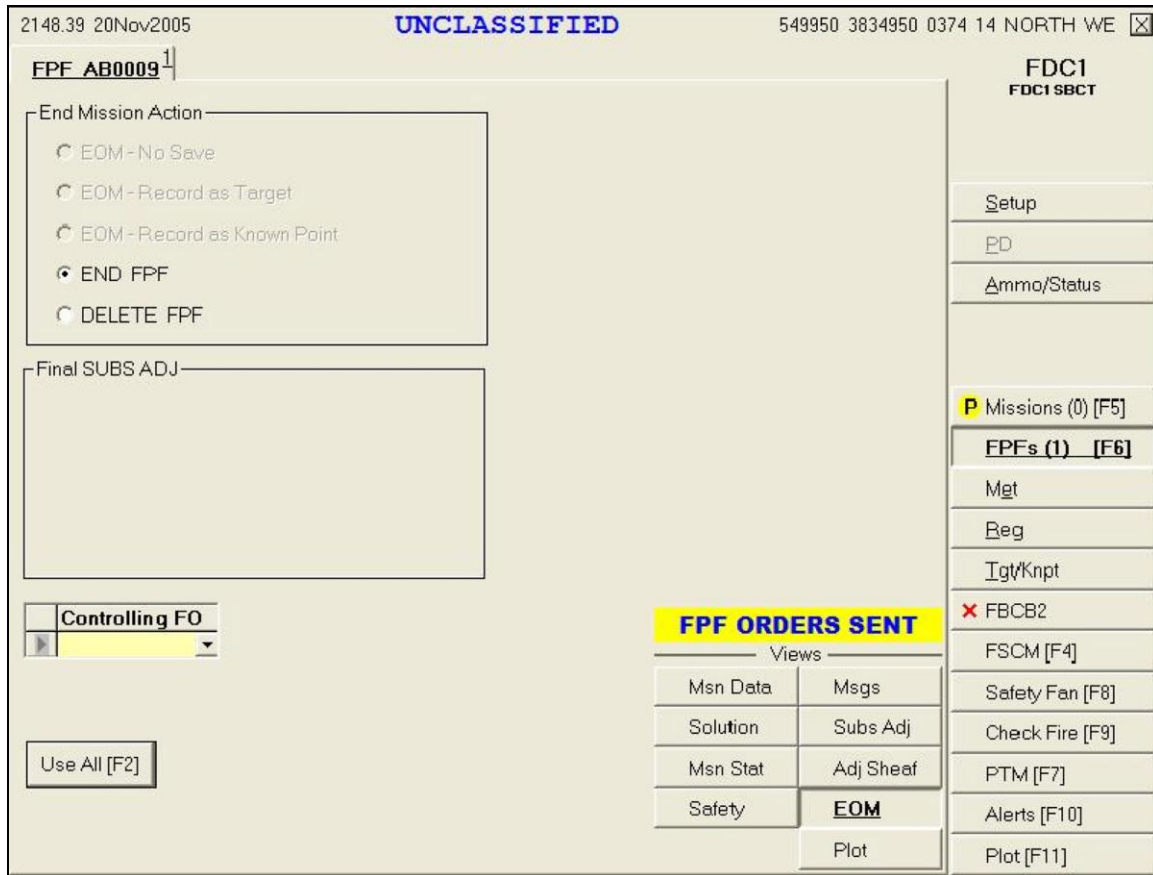 2148.39 20Nov2005 UNCLASSIFIED 549950 3834950 0374 14 NORTH WE
FPF AB0009 1
FDC1
FDC1 SBCT
End Mission Action
EOM - No Save
EOM - Record as Target
EOM - Record as Known Point
END FPF
DELETE FPF
Final SUBS ADJ
Controlling FO
Use All [F2]
FPF ORDERS SENT
Views
Msn Data Msgs
Solution Subs Adj
Msn Stat Adj Sheaf
Safety EOM
Plot
Setup
PD
Ammo/Status
P Missions (0) [F5]
FPFs (1) [F6]
Met
Reg
Tgt/Knpt
FBCB2
FSCM [F4]
Safety Fan [F8]
Check Fire [F9]
PTM [F7]
Alerts [F10]
Plot [F11]